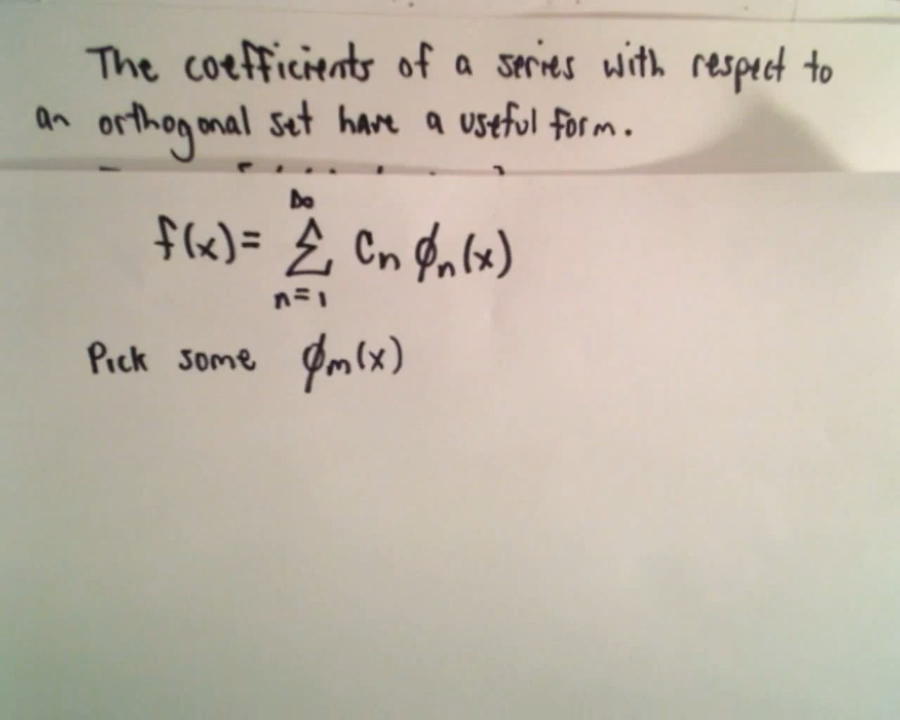 The coefficients of a series with respect to
an orthogonal set have a useful form.
f(x) = ∞ Σ n=1 Cn ϕn(x)
Pick some ϕm(x)